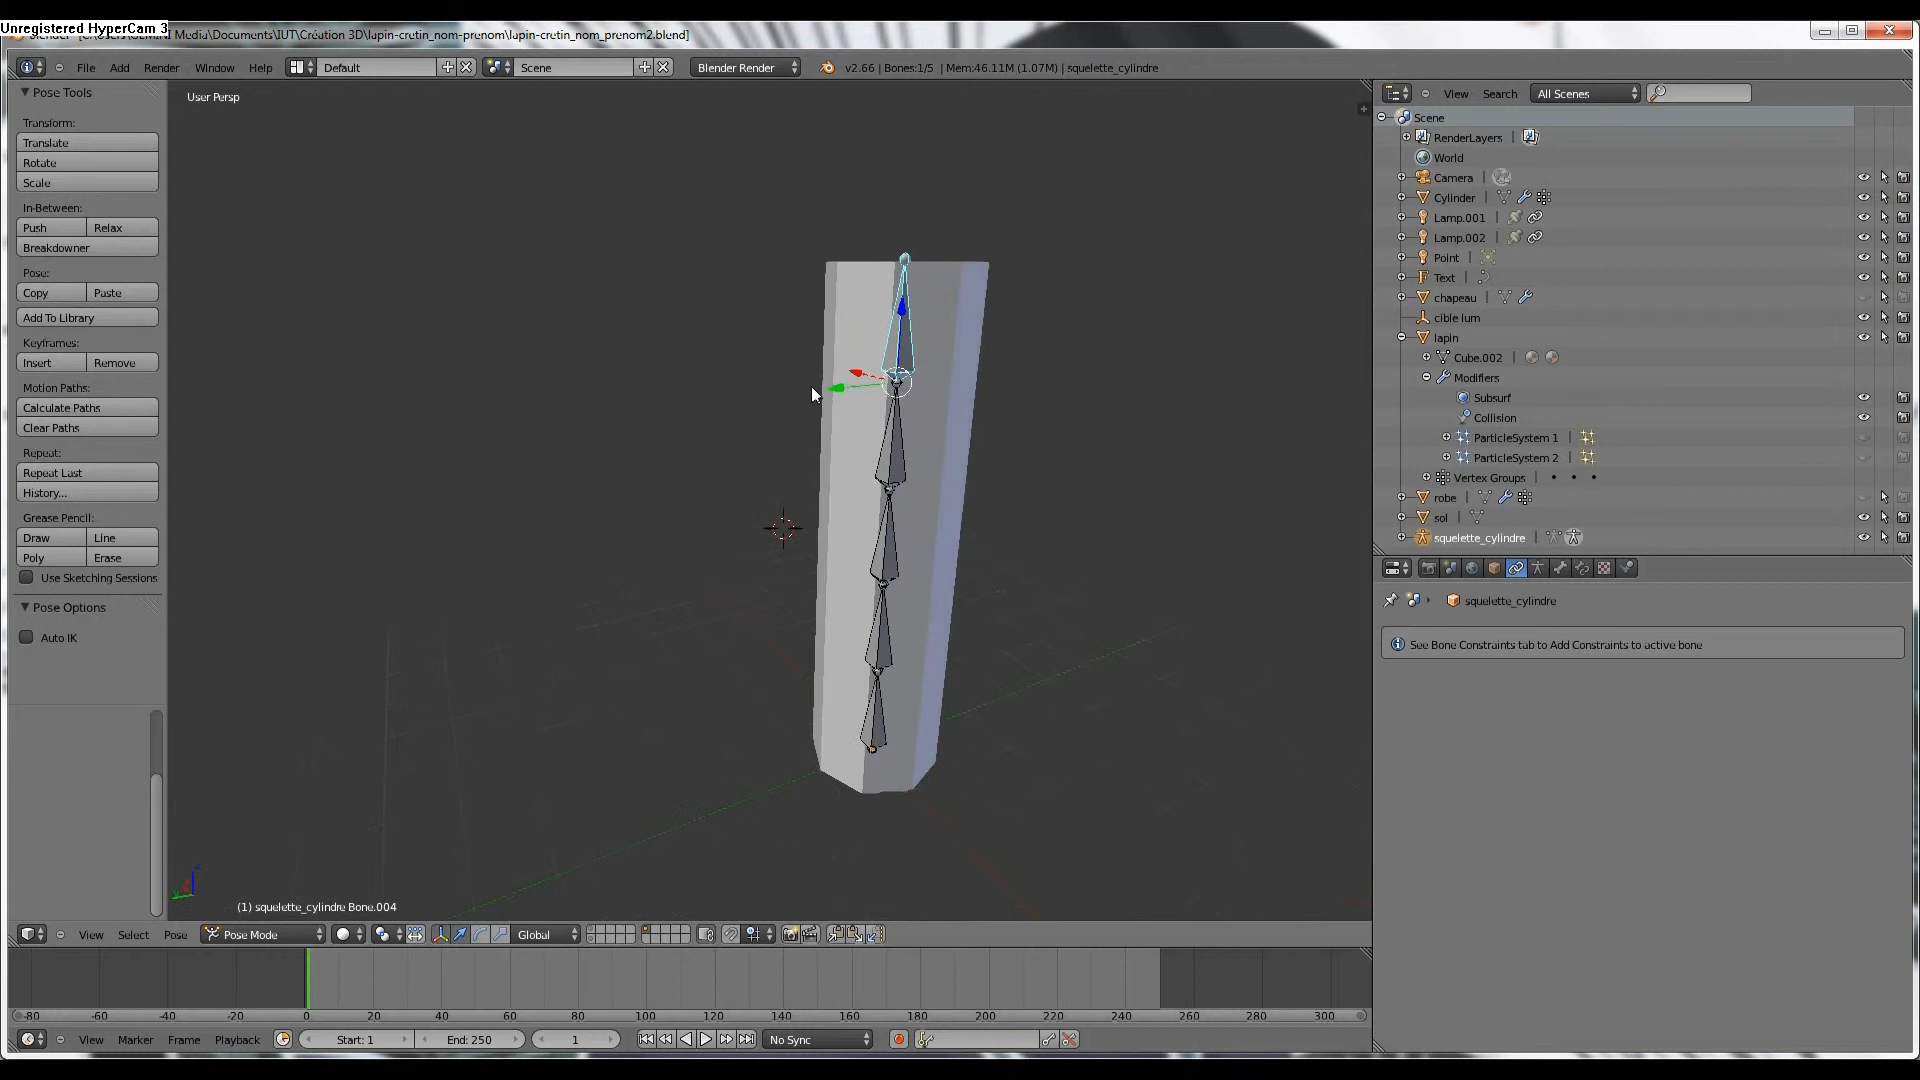 Unregistered HyperCam 3
Blender [C:\Users\GEMINI Media\Documents\IUT\Création 3D\lapin-cretin_nom-prenom\lapin-cretin_nom_prenom2.blend]
File Add Render Window Help Default Scene Blender Render v2.66 | Bones:1/5 | Mem:46.11M (1.07M) | squelette_cylindre
Pose Tools
Transform:
Translate
Rotate
Scale
In-Between:
Push Relax
Breakdowner
Pose:
Copy Paste
Add To Library
Keyframes:
Insert Remove
Motion Paths:
Calculate Paths
Clear Paths
Repeat:
Repeat Last
History...
Grease Pencil:
Draw Line
Poly Erase
Use Sketching Sessions
Pose Options
Auto IK
User Persp
(1) squelette_cylindre Bone.004
View Select Pose Pose Mode Global
-80 -60 -40 -20 0 20 40 60 80 100 120 140 160 180 200 220 240 260 280 300
View Marker Frame Playback Start: 1 End: 250 1 No Sync
View Search All Scenes
Scene
RenderLayers
World
Camera
Cylinder
Lamp.001
Lamp.002
Point
Text
chapeau
cible lum
lapin
Cube.002
Modifiers
Subsurf
Collision
ParticleSystem 1
ParticleSystem 2
Vertex Groups
robe
sol
squelette_cylindre
squelette_cylindre
See Bone Constraints tab to Add Constraints to active bone